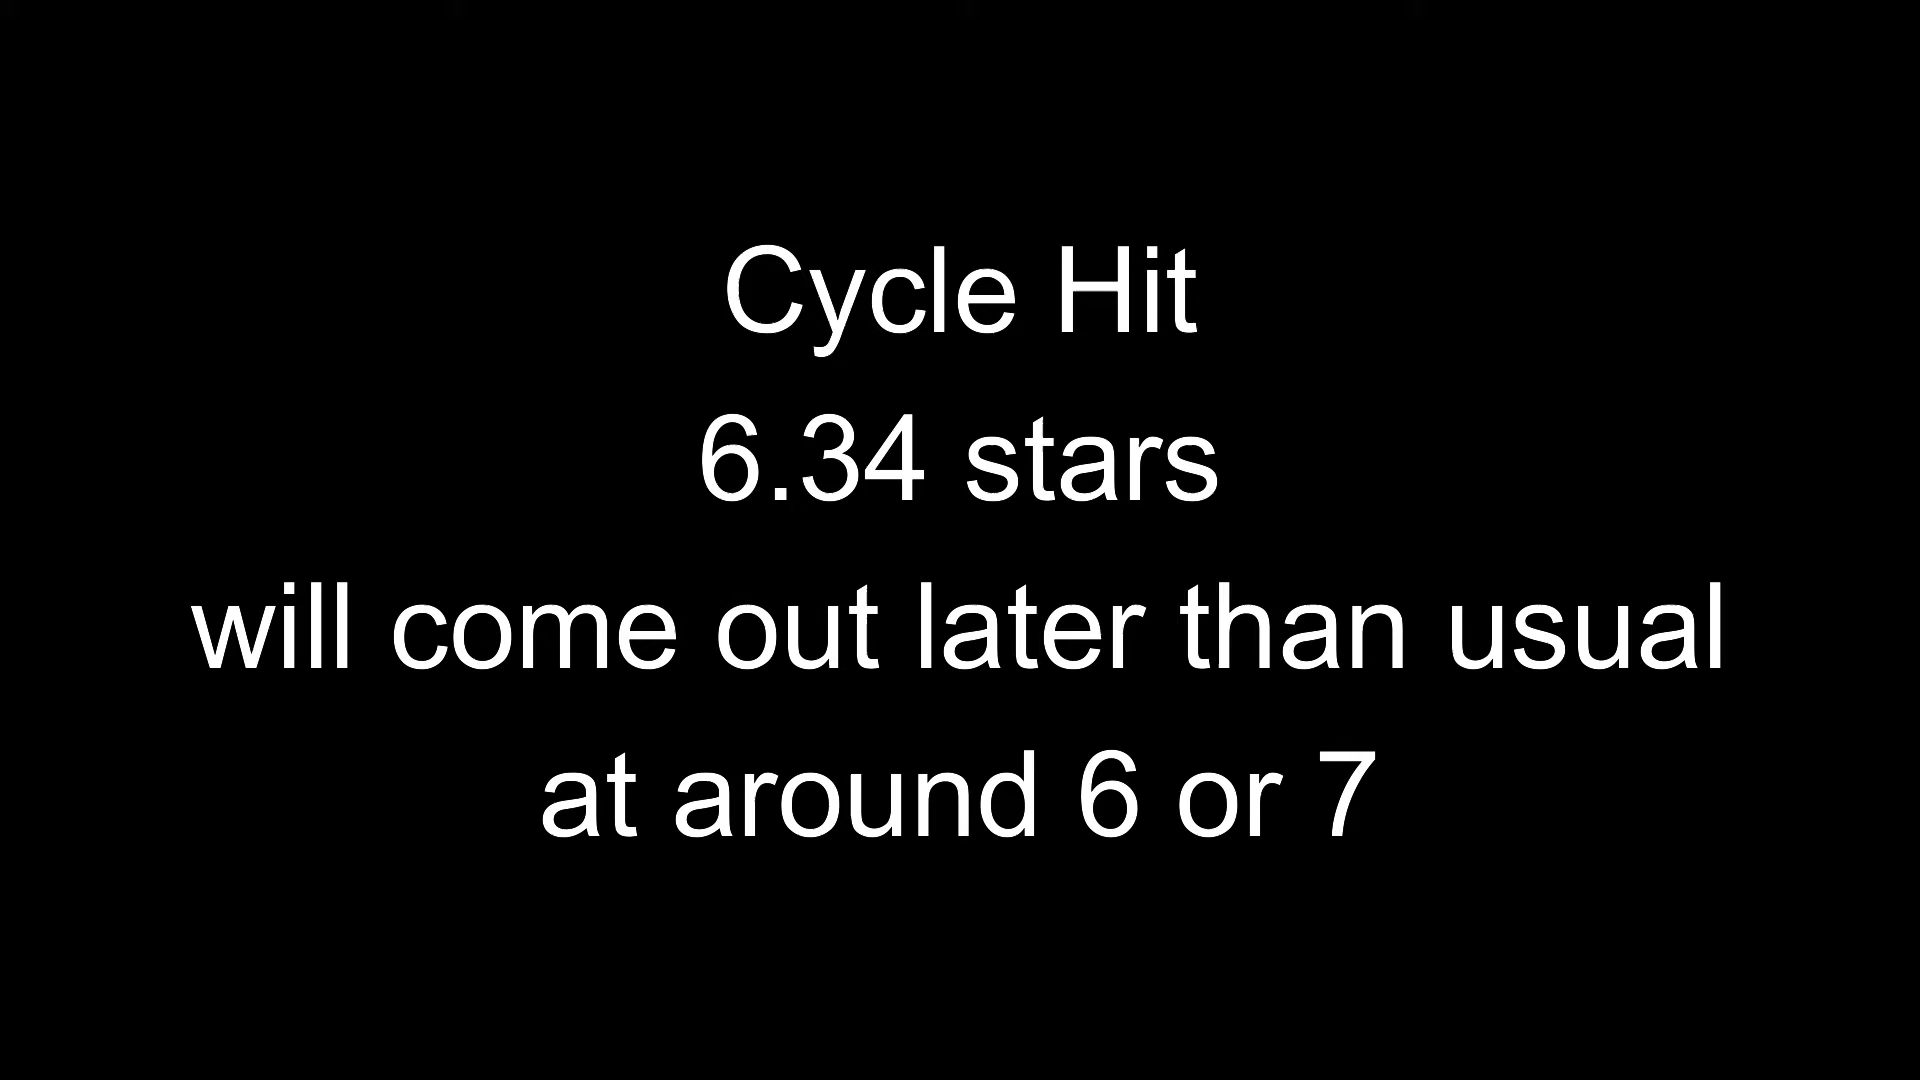 Cycle Hit
6.34 stars
will come out later than usual
at around 6 or 7